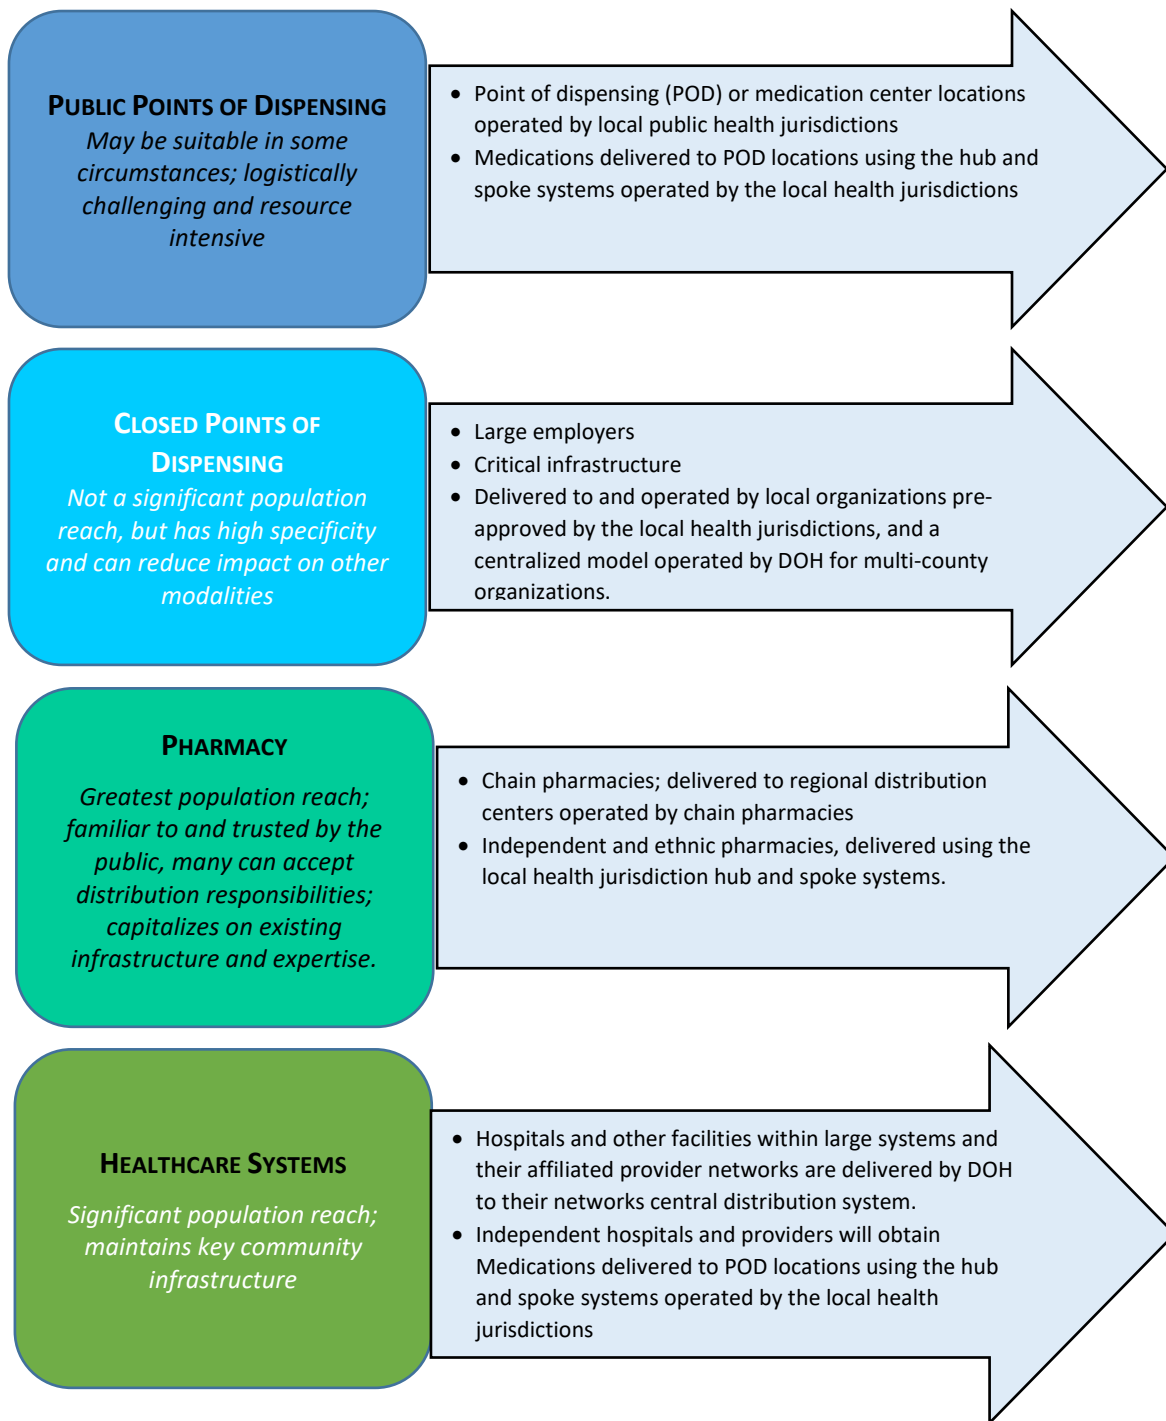 PUBLIC POINTS OF DISPENSING
May be suitable in some
circumstances; logistically
challenging and resource
intensive
• Point of dispensing (POD) or medication center locations
operated by local public health jurisdictions
• Medications delivered to POD locations using the hub and
spoke systems operated by the local health jurisdictions
CLOSED POINTS OF
DISPENSING
Not a significant population
reach, but has high specificity
and can reduce impact on other
modalities
• Large employers
• Critical infrastructure
• Delivered to and operated by local organizations pre-
approved by the local health jurisdictions, and a
centralized model operated by DOH for multi-county
organizations.
PHARMACY
Greatest population reach;
familiar to and trusted by the
public, many can accept
distribution responsibilities;
capitalizes on existing
infrastructure and expertise.
• Chain pharmacies; delivered to regional distribution
centers operated by chain pharmacies
• Independent and ethnic pharmacies, delivered using the
local health jurisdiction hub and spoke systems.
HEALTHCARE SYSTEMS
Significant population reach;
maintains key community
infrastructure
• Hospitals and other facilities within large systems and
their affiliated provider networks are delivered by DOH
to their networks central distribution system.
• Independent hospitals and providers will obtain
Medications delivered to POD locations using the hub
and spoke systems operated by the local health
jurisdictions